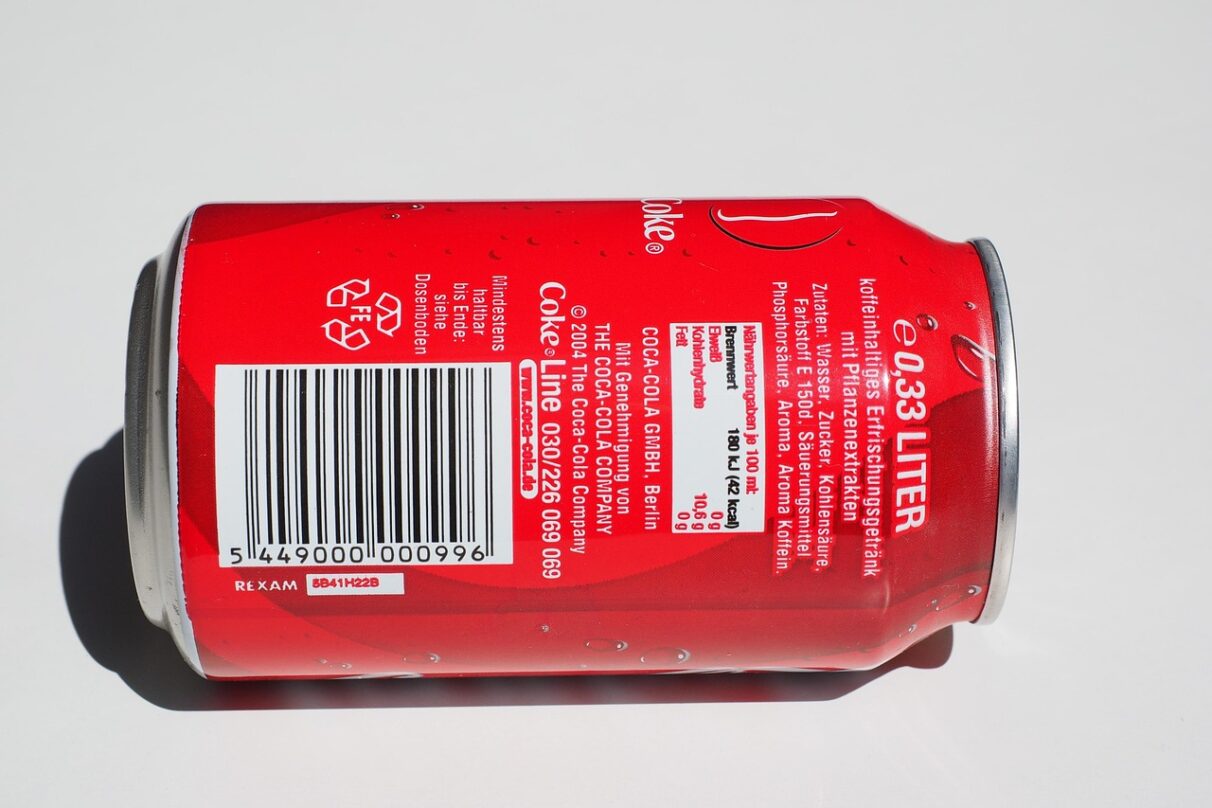 Coke®
℮ 0,33 LITER
koffeinhaltiges Erfrischungsgetränk
mit Pflanzenextrakten
Zutaten: Wasser, Zucker, Kohlensäure,
Farbstoff E 150d, Säuerungsmittel
Phosphorsäure, Aroma, Aroma Koffein.
Nährwertangaben je 100 ml:
Brennwert 180 kJ (42 kcal)
Eiweiß 0 g
Kohlenhydrate 10,6 g
Fett 0 g
COCA-COLA GMBH, Berlin
Mit Genehmigung von
THE COCA-COLA COMPANY
© 2004 The Coca-Cola Company
Coke® Line 030/226 069 069
www.coca-cola.de
Mindestens
haltbar
bis Ende:
siehe
Dosenboden
FE
5 449000 000996
REXAM 5B41H22B